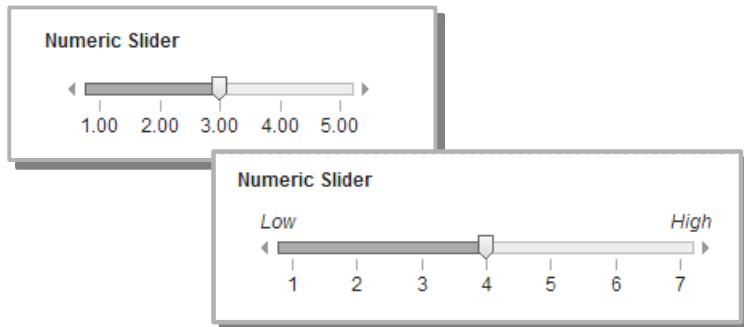 Numeric Slider
1.00 2.00 3.00 4.00 5.00
Numeric Slider
Low High
1 2 3 4 5 6 7